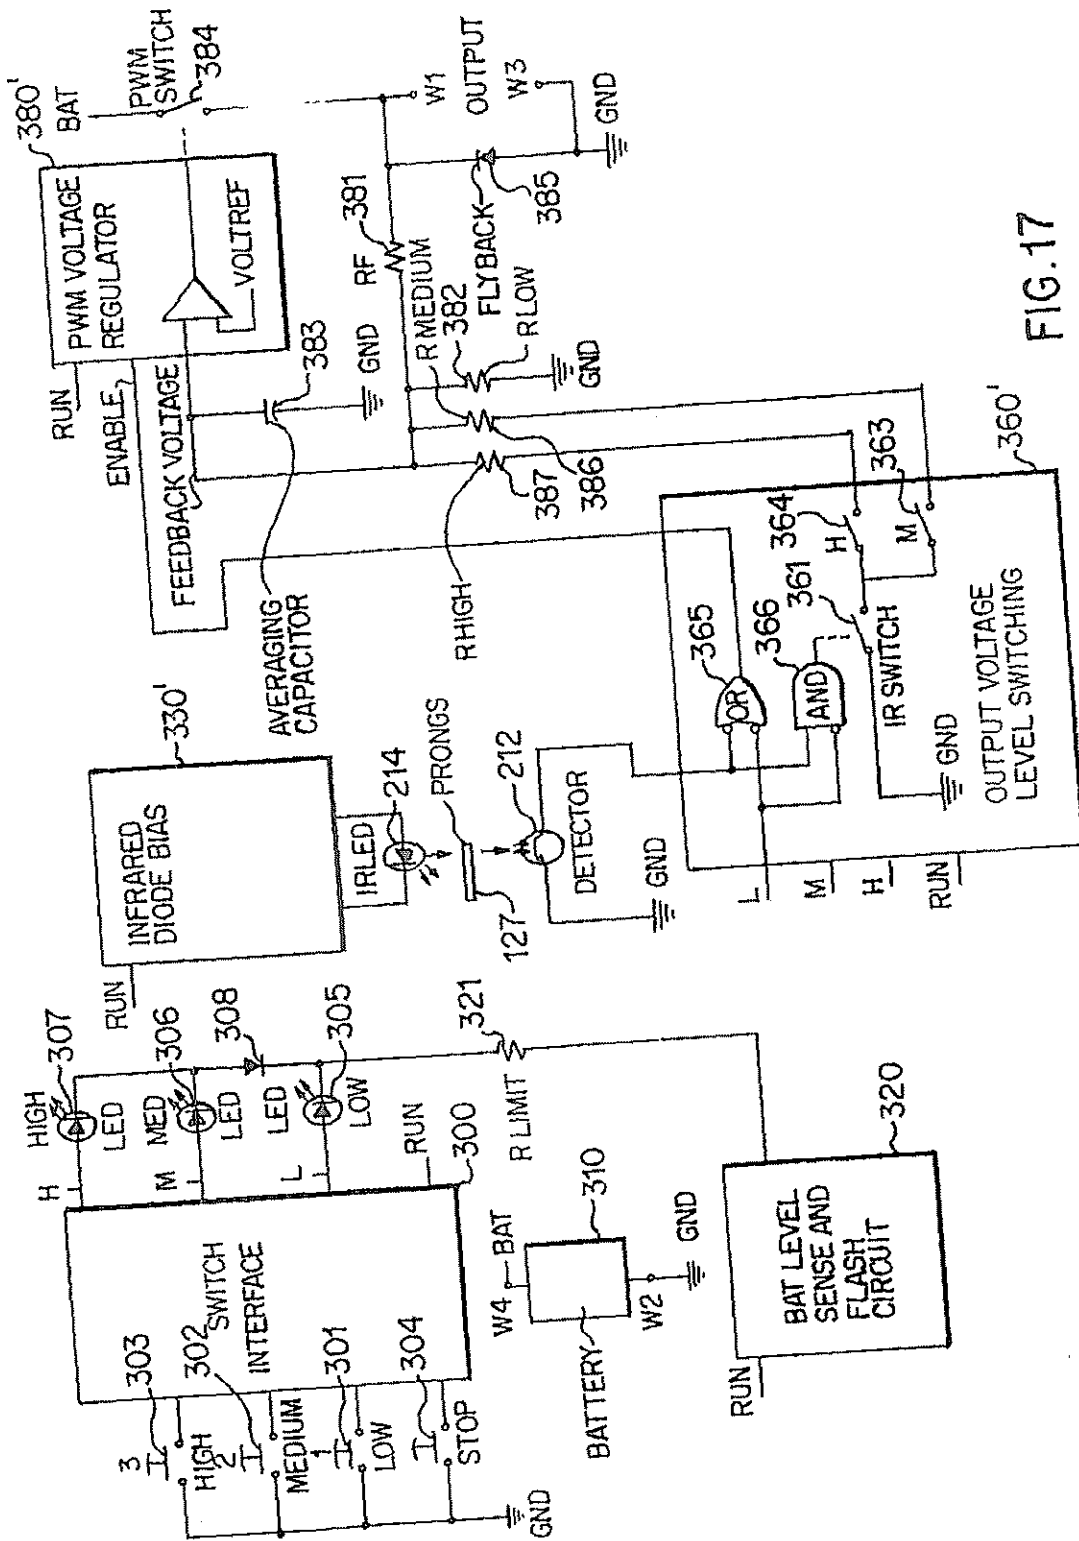 3
303
HIGH
2
302
MEDIUM
1
301
LOW
304
STOP
GND
SWITCH
INTERFACE
H
M
L
RUN
300
HIGH
LED
307
MED
LED
306
308
LED
LOW
305
321
R LIMIT
W4
BAT
310
BATTERY
W2
GND
RUN
BAT LEVEL
SENSE AND
FLASH
CIRCUIT
320
RUN
INFRARED
DIODE BIAS
330'
IRLED
214
PRONGS
127
212
DETECTOR
GND
L
M
H
RUN
365
OR
366
AND
361
IR SWITCH
364
H
363
M
GND
OUTPUT VOLTAGE
LEVEL SWITCHING
360'
RUN
ENABLE
FEEDBACK VOLTAGE
PWM VOLTAGE
REGULATOR
VOLTREF
380'
BAT
PWM
SWITCH
384
383
GND
AVERAGING
CAPACITOR
RF
381
R MEDIUM
382
R LOW
GND
R HIGH
387
386
FLYBACK
385
W1
OUTPUT
W3
GND
FIG.17